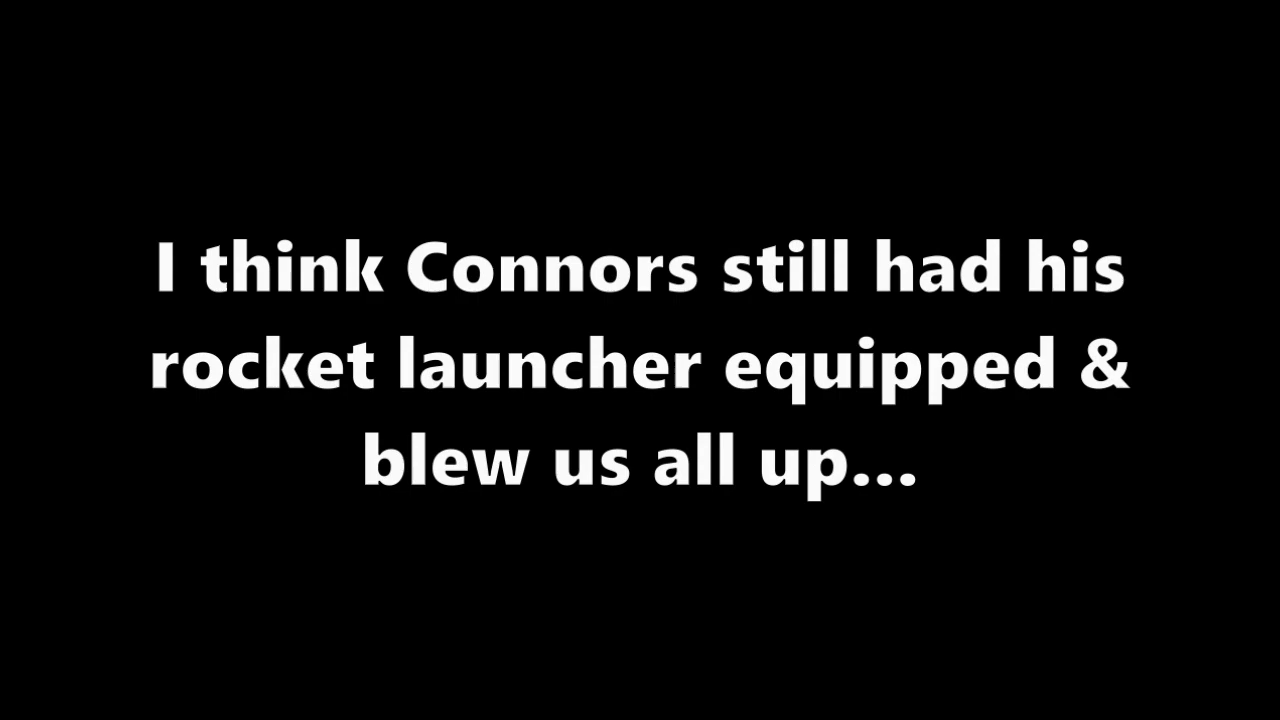 I think Connors still had his
rocket launcher equipped &
blew us all up...